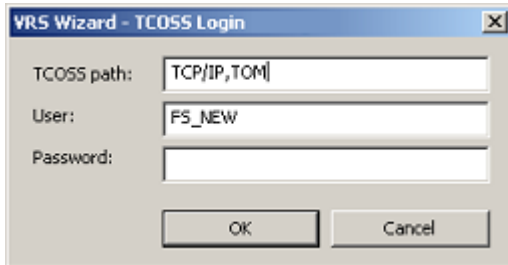 VRS Wizard - TCOSS Login
TCOSS path: TCP/IP,TOM
User: FS_NEW
Password:
OK Cancel